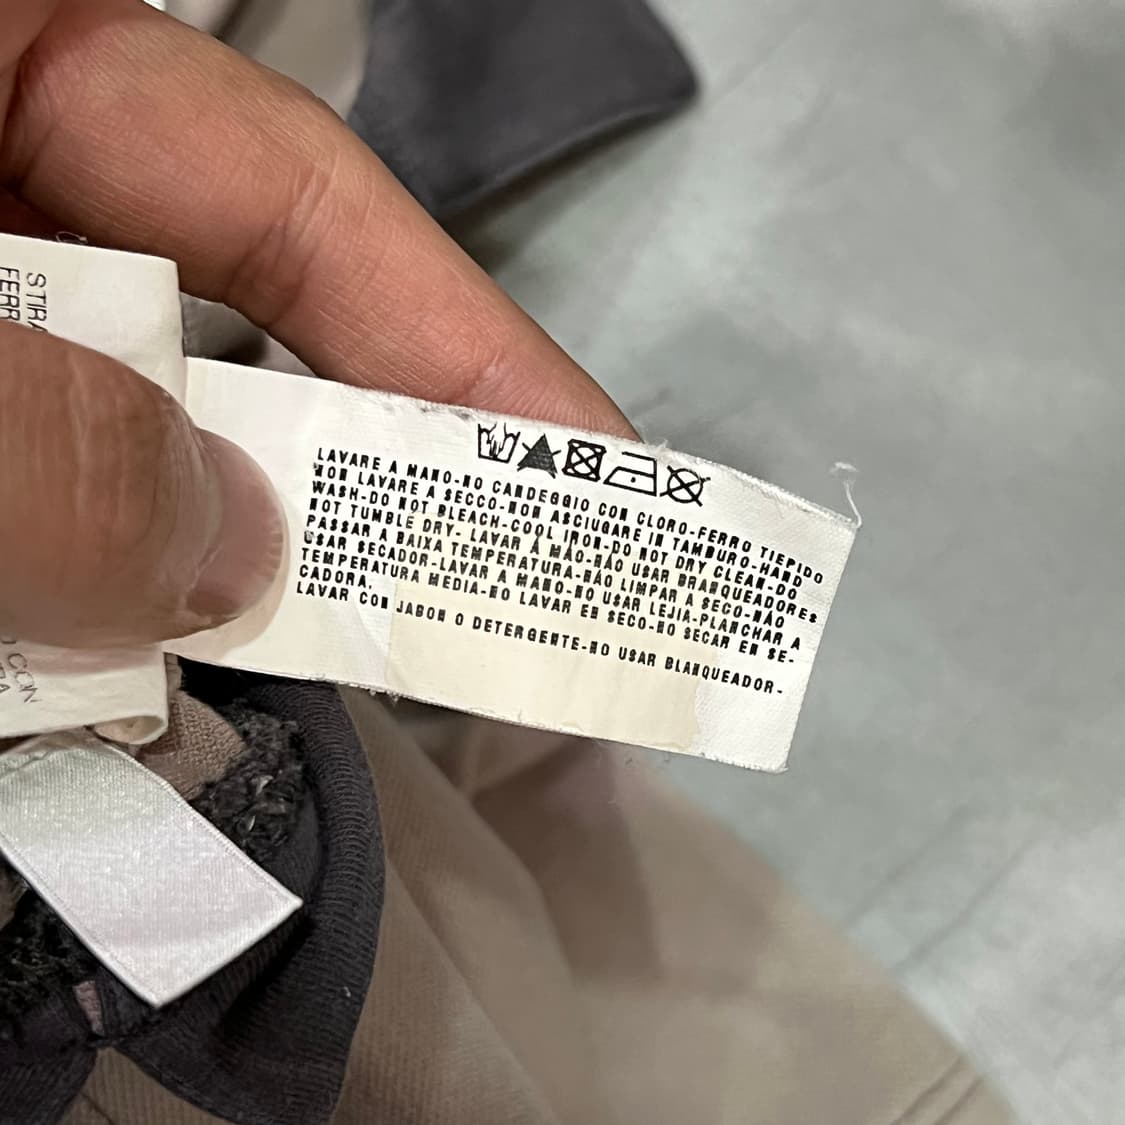 LAVARE A MANO-NO CANDEGGIO CON CLORO-FERRO TIEPIDO
NON LAVARE A SECCO-NON ASCIUGARE IN TAMBURO-HAND
WASH-DO NOT BLEACH-COOL IRON-DO NOT DRY CLEAN-DO
NOT TUMBLE DRY- LAVAR À MÃO-NÃO USAR BRANQUEADORES
PASSAR A BAIXA TEMPERATURA-NÃO LIMPAR A SECO-NÃO
USAR SECADOR-LAVAR A MANO-NO USAR LEJIA-PLANCHAR A
TEMPERATURA MEDIA-NO LAVAR EN SECO-NO SECAR EN SE-
CADORA.
LAVAR CON JABON O DETERGENTE-NO USAR BLANQUEADOR-
CON